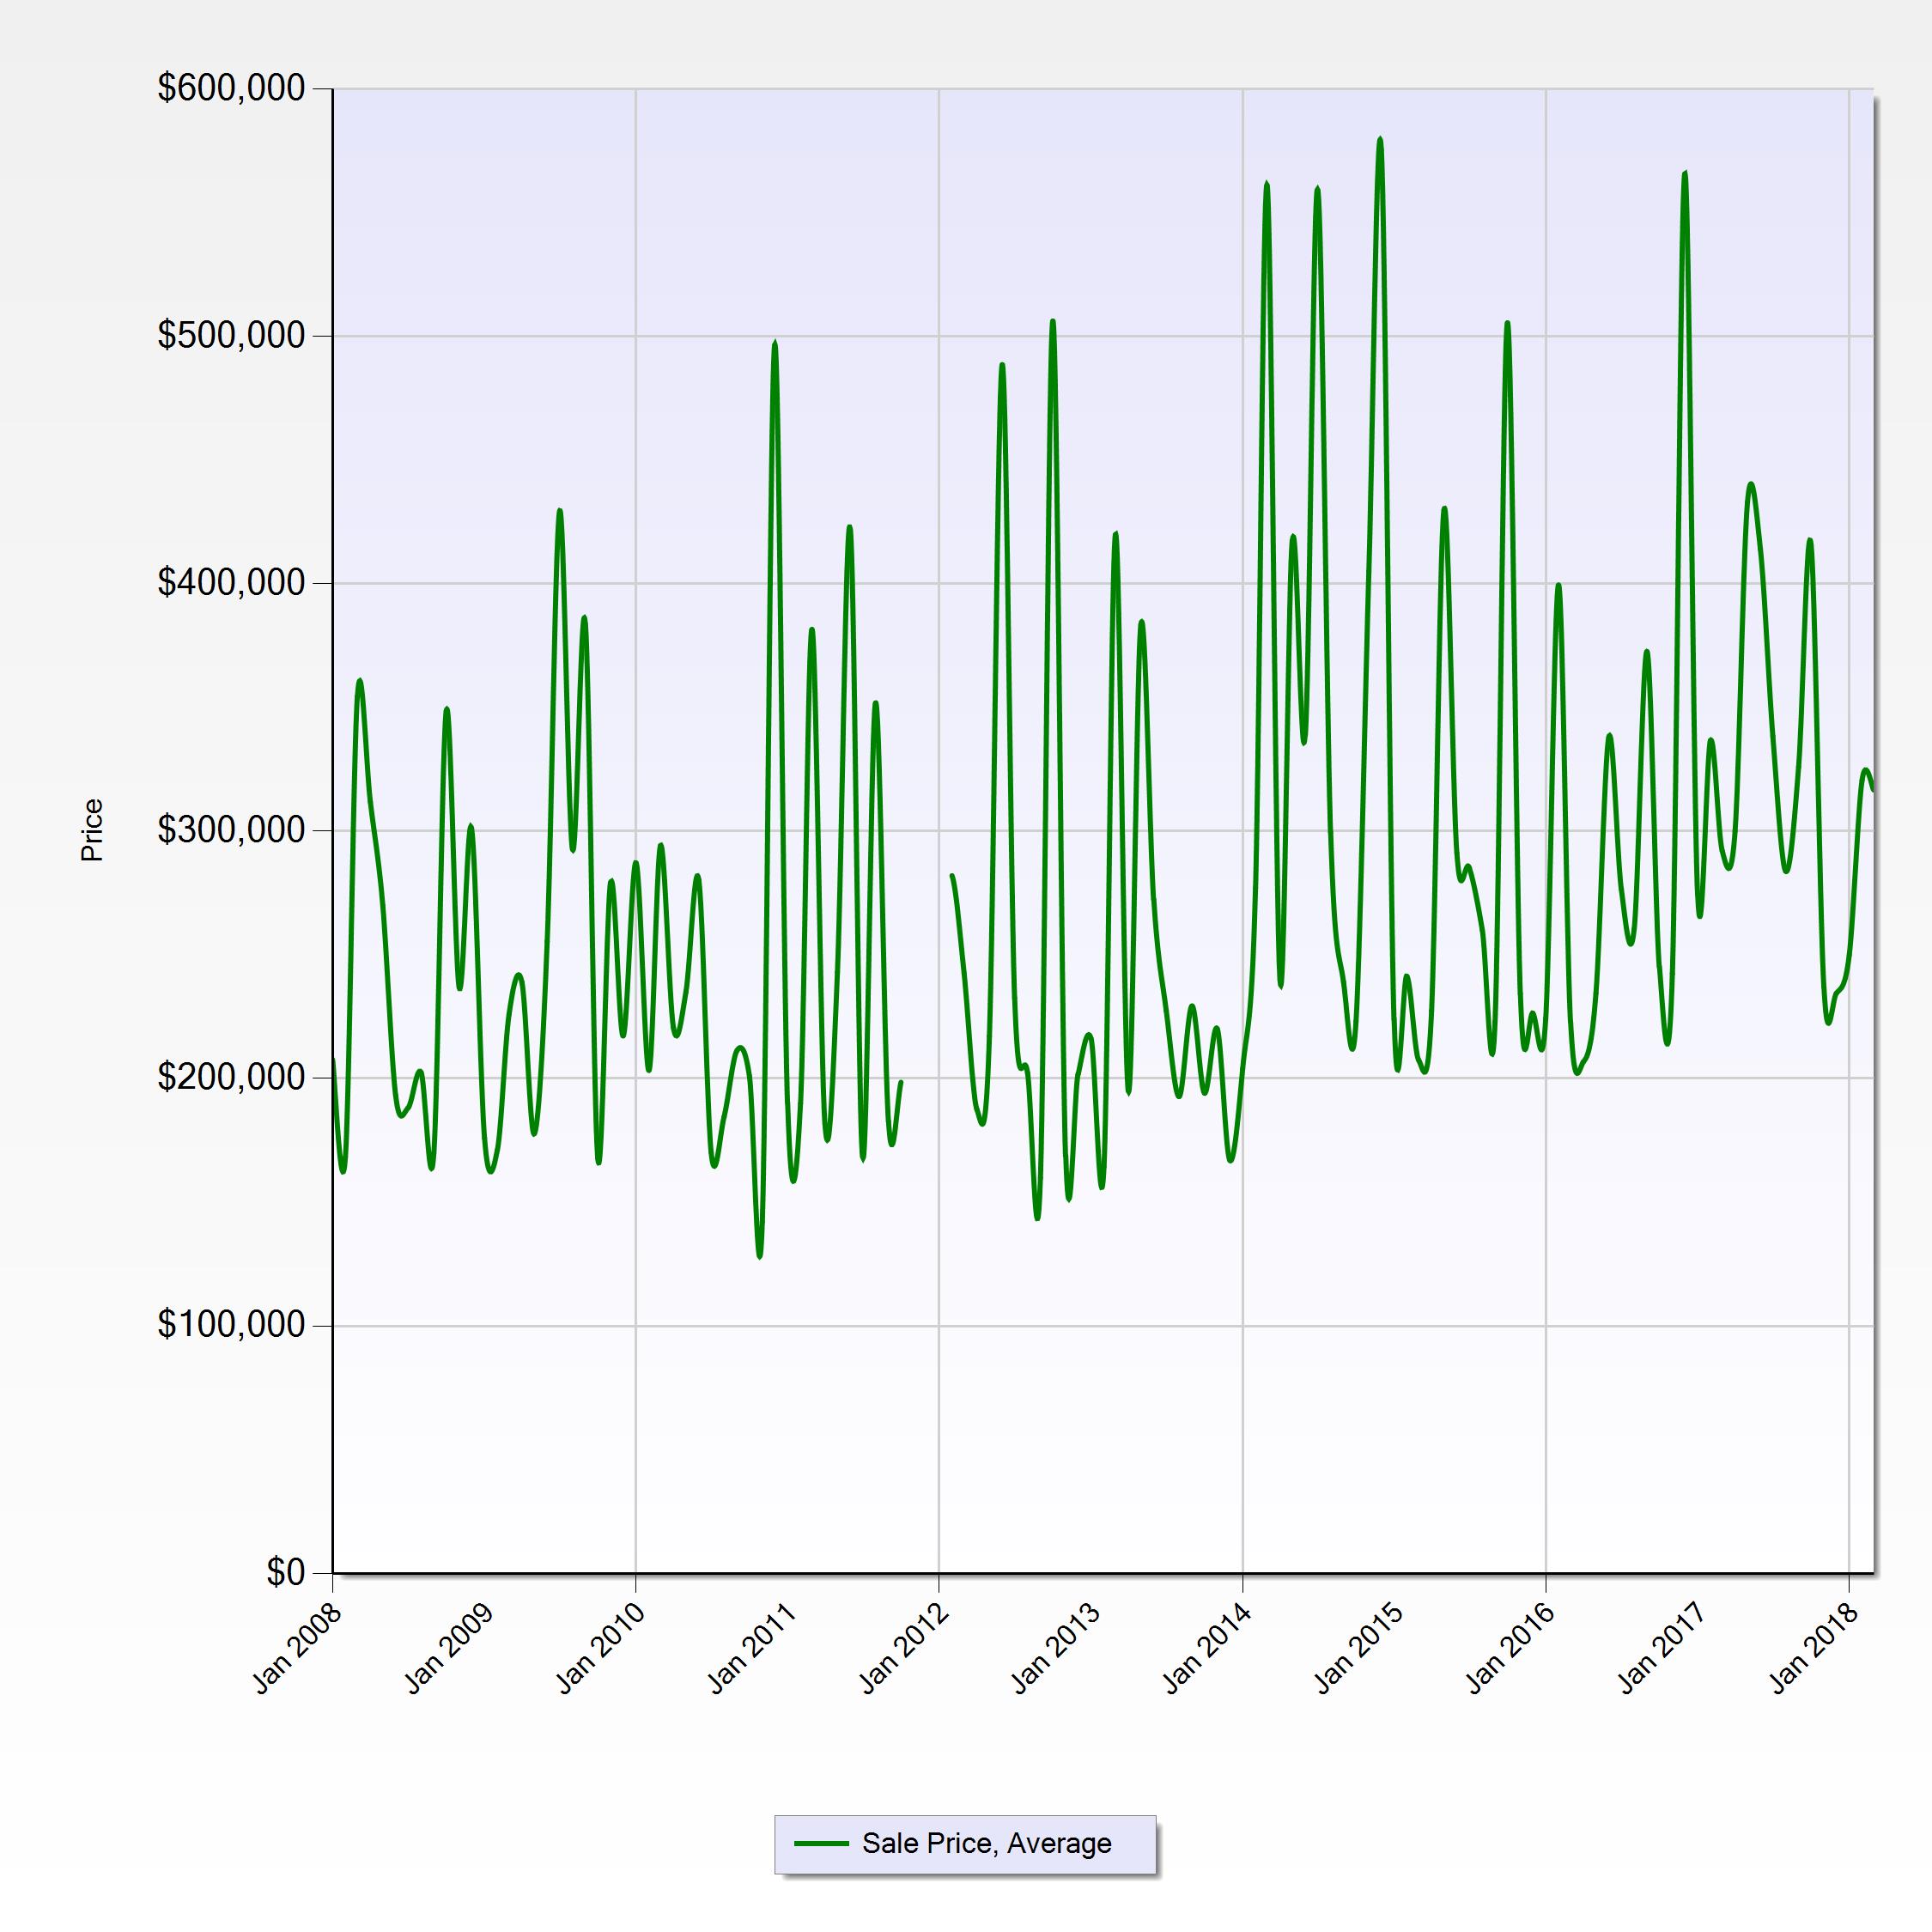 $600,000
$500,000
$400,000
$300,000
$200,000
$100,000
$0
Price
Jan 2008
Jan 2009
Jan 2010
Jan 2011
Jan 2012
Jan 2013
Jan 2014
Jan 2015
Jan 2016
Jan 2017
Jan 2018
Sale Price, Average